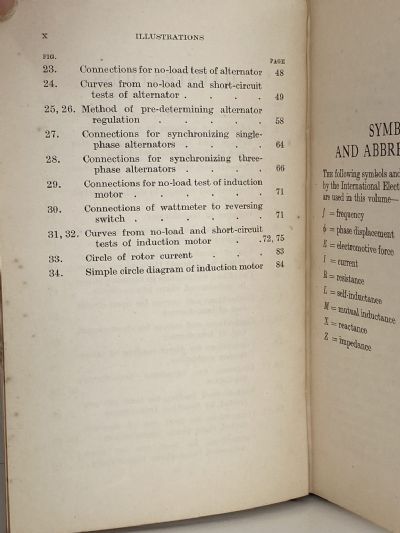 X ILLUSTRATIONS
FIG. PAGE
23. Connections for no-load test of alternator 48
24. Curves from no-load and short-circuit
tests of alternator . . . 49
25, 26. Method of pre-determining alternator
regulation . . . . . 58
27. Connections for synchronizing single-
phase alternators . . . . 64
28. Connections for synchronizing three-
phase alternators . . . . 66
29. Connections for no-load test of induction
motor . . . . . . 71
30. Connections of wattmeter to reversing
switch . . . . . . 71
31, 32. Curves from no-load and short-circuit
tests of induction motor . . 72, 75
33. Circle of rotor current . . . 83
34. Simple circle diagram of induction motor 84
SYMB
AND ABBRE
THE following symbols and
by the International Elect
are used in this volume—
f = frequency
ϕ = phase displacement
E = electromotive force
I = current
R = resistance
L = self-inductance
M = mutual inductance
X = reactance
Z = impedance